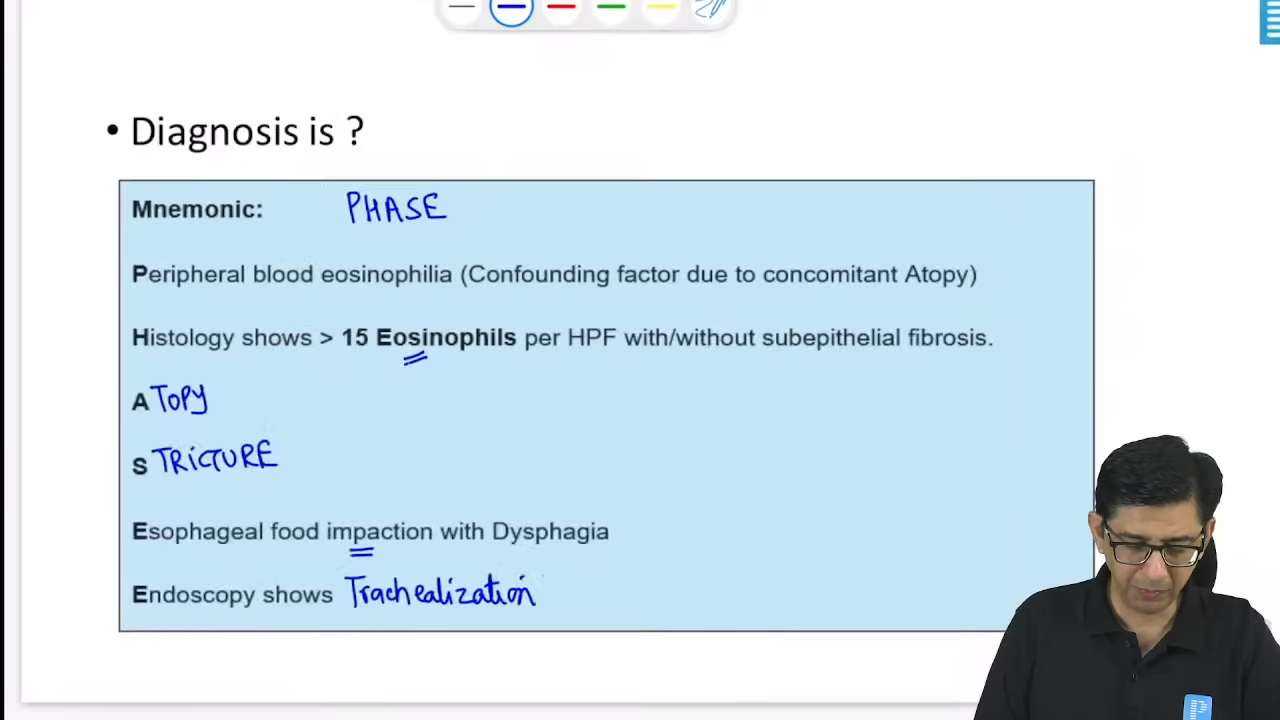 • Diagnosis is ?
Mnemonic: PHASE
Peripheral blood eosinophilia (Confounding factor due to concomitant Atopy)
Histology shows > 15 Eosinophils per HPF with/without subepithelial fibrosis.
A TOPY
S TRICTURE
Esophageal food impaction with Dysphagia
Endoscopy shows Trachealization
P